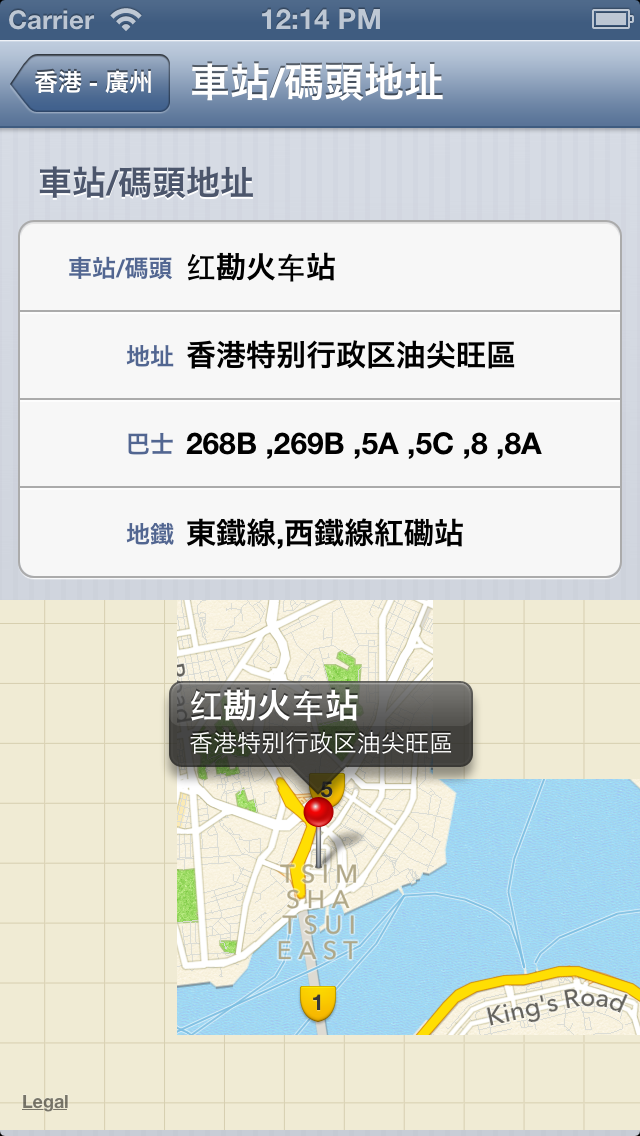 Carrier 12:14 PM
香港 - 廣州
車站/碼頭地址
車站/碼頭地址
車站/碼頭 红勘火车站
地址 香港特别行政区油尖旺區
巴士 268B ,269B ,5A ,5C ,8 ,8A
地鐵 東鐵線,西鐵線紅磡站
Road
红勘火车站
香港特别行政区油尖旺區
5
TSIM
SHA
TSUI
EAST
1
King's Road
Legal